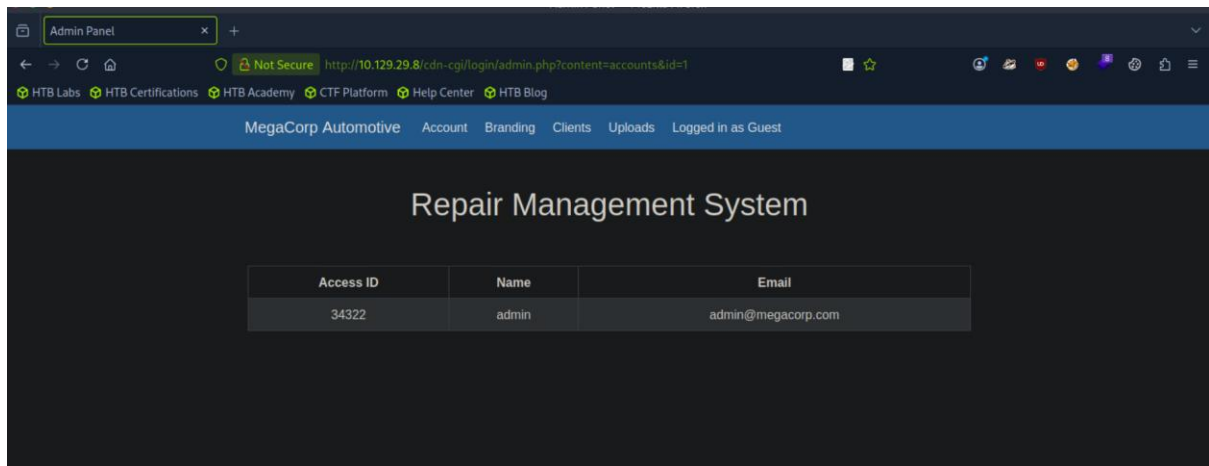 Admin Panel
Not Secure http://10.129.29.8/cdn-cgi/login/admin.php?content=accounts&id=1
HTB Labs HTB Certifications HTB Academy CTF Platform Help Center HTB Blog
MegaCorp Automotive Account Branding Clients Uploads Logged in as Guest
Repair Management System
Access ID Name Email
34322 admin admin@megacorp.com